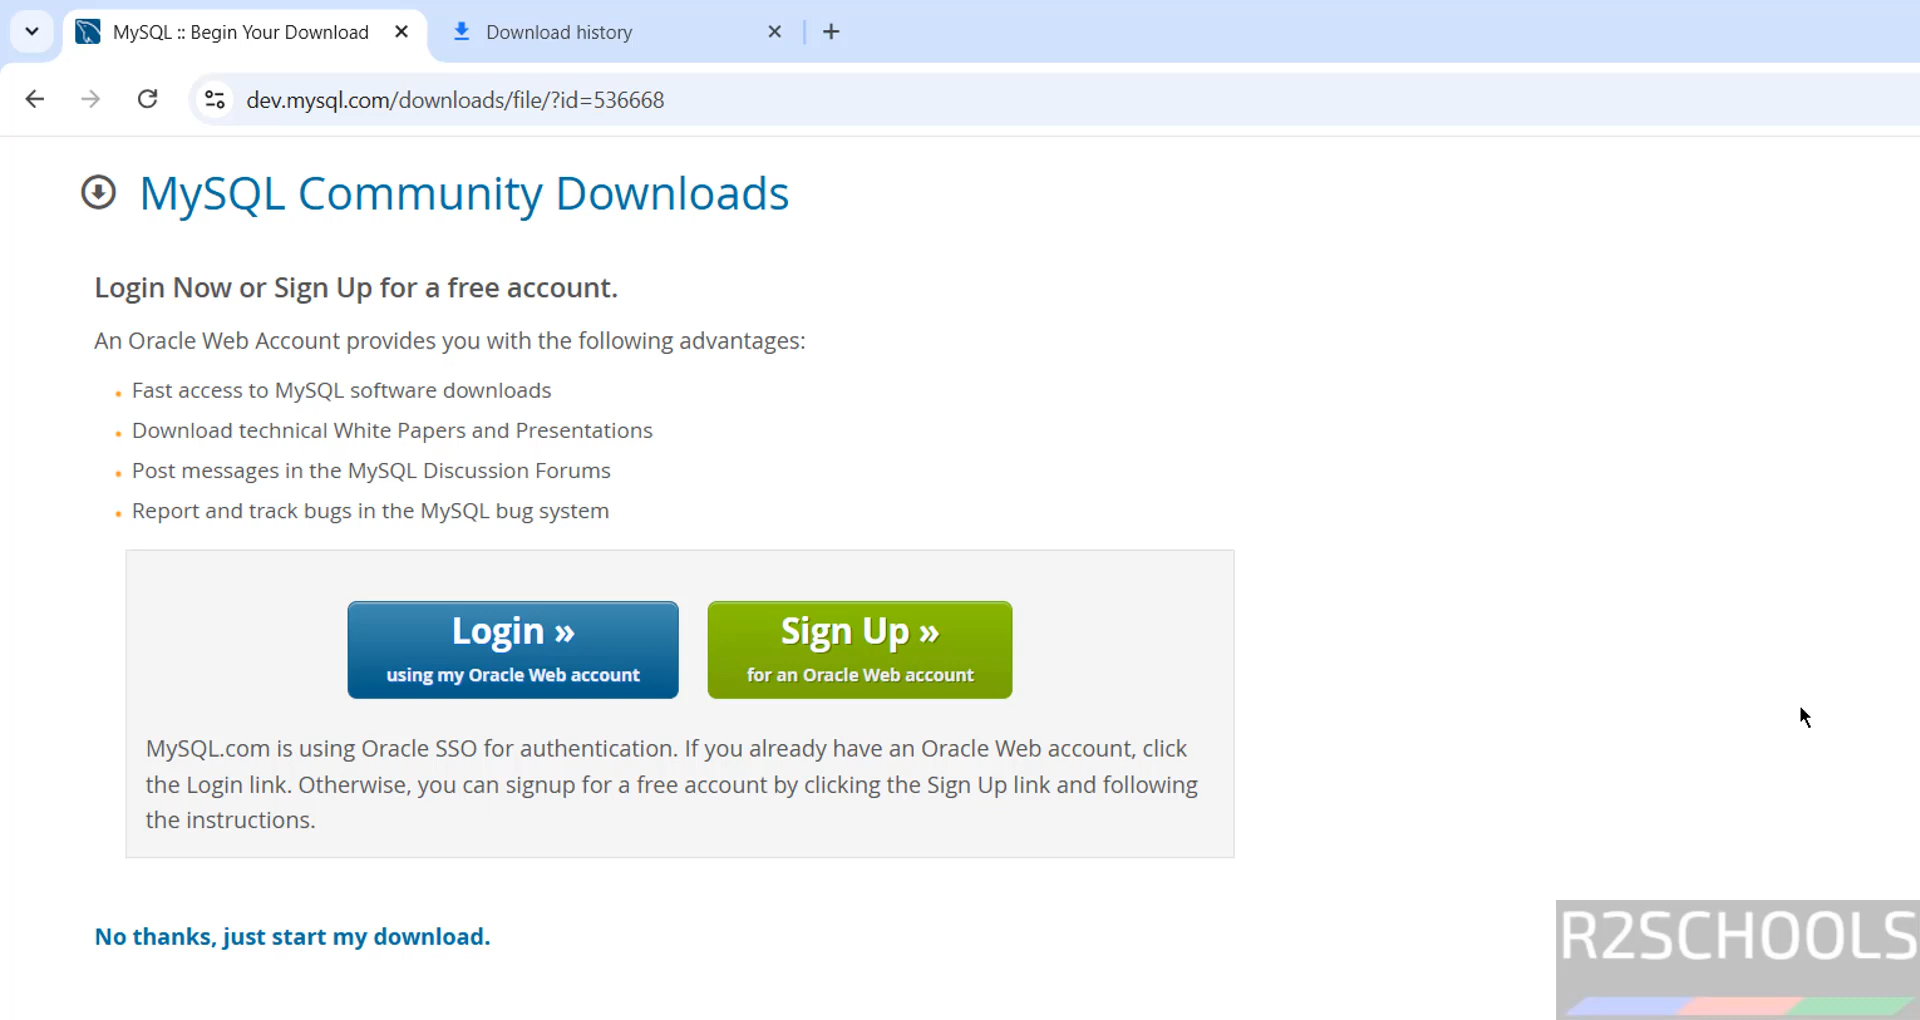 MySQL :: Begin Your Download
Download history
dev.mysql.com/downloads/file/?id=536668
MySQL Community Downloads
Login Now or Sign Up for a free account.
An Oracle Web Account provides you with the following advantages:
Fast access to MySQL software downloads
Download technical White Papers and Presentations
Post messages in the MySQL Discussion Forums
Report and track bugs in the MySQL bug system
Login »
using my Oracle Web account
Sign Up »
for an Oracle Web account
MySQL.com is using Oracle SSO for authentication. If you already have an Oracle Web account, click
the Login link. Otherwise, you can signup for a free account by clicking the Sign Up link and following
the instructions.
No thanks, just start my download.
R2SCHOOLS